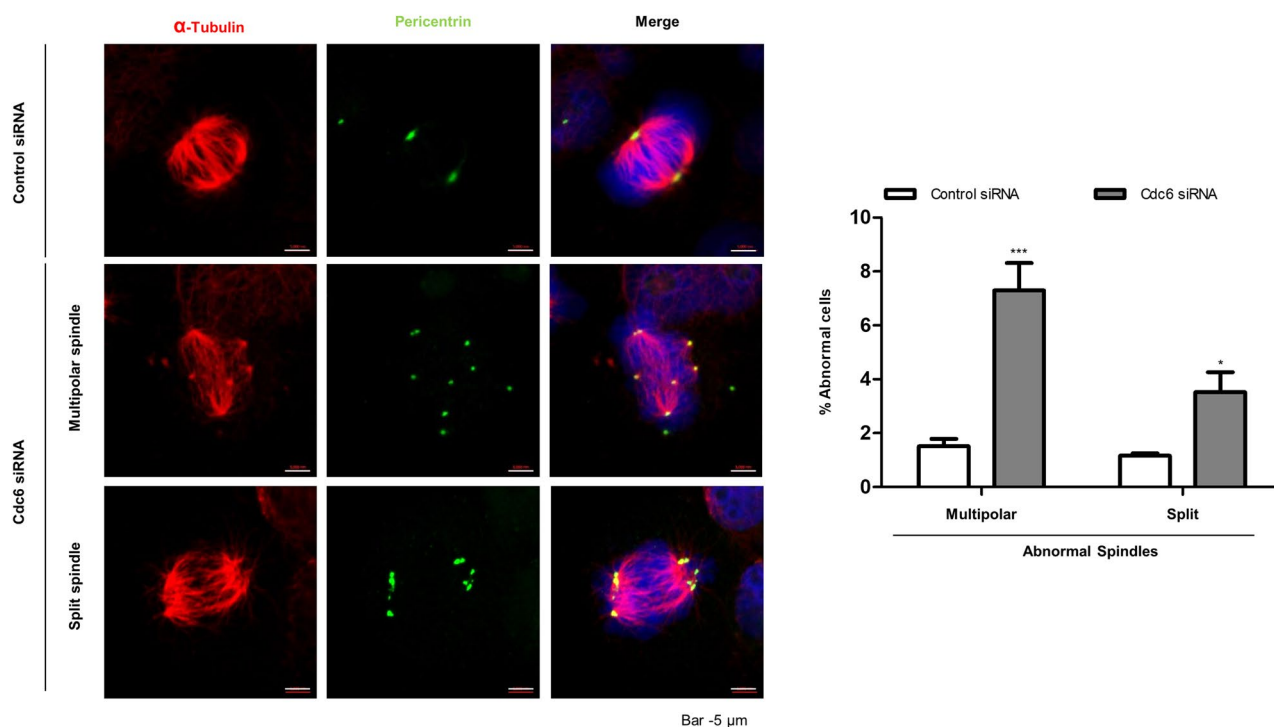 α-Tubulin
Pericentrin
Merge
Control siRNA
Cdc6 siRNA
Multipolar spindle
Split spindle
Bar -5 µm
Control siRNA
Cdc6 siRNA
% Abnormal cells
10
8
6
4
2
0
***
*
Multipolar
Split
Abnormal Spindles